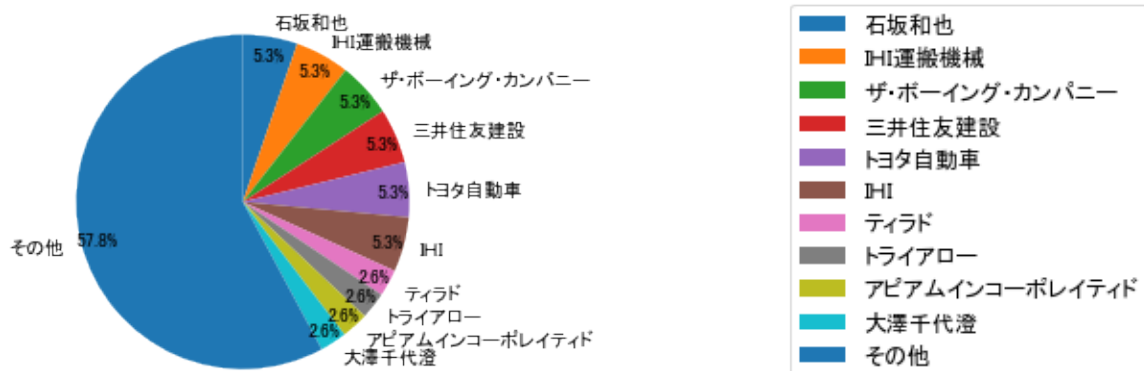 石坂和也
5.3%
IHI運搬機械
5.3%
ザ・ボーイング・カンパニー
5.3%
三井住友建設
5.3%
トヨタ自動車
5.3%
IHI
5.3%
ティラド
2.6%
トライアロー
2.6%
アピアムインコーポレイティド
2.6%
大澤千代澄
2.6%
その他
57.8%
石坂和也
IHI運搬機械
ザ・ボーイング・カンパニー
三井住友建設
トヨタ自動車
IHI
ティラド
トライアロー
アピアムインコーポレイティド
大澤千代澄
その他